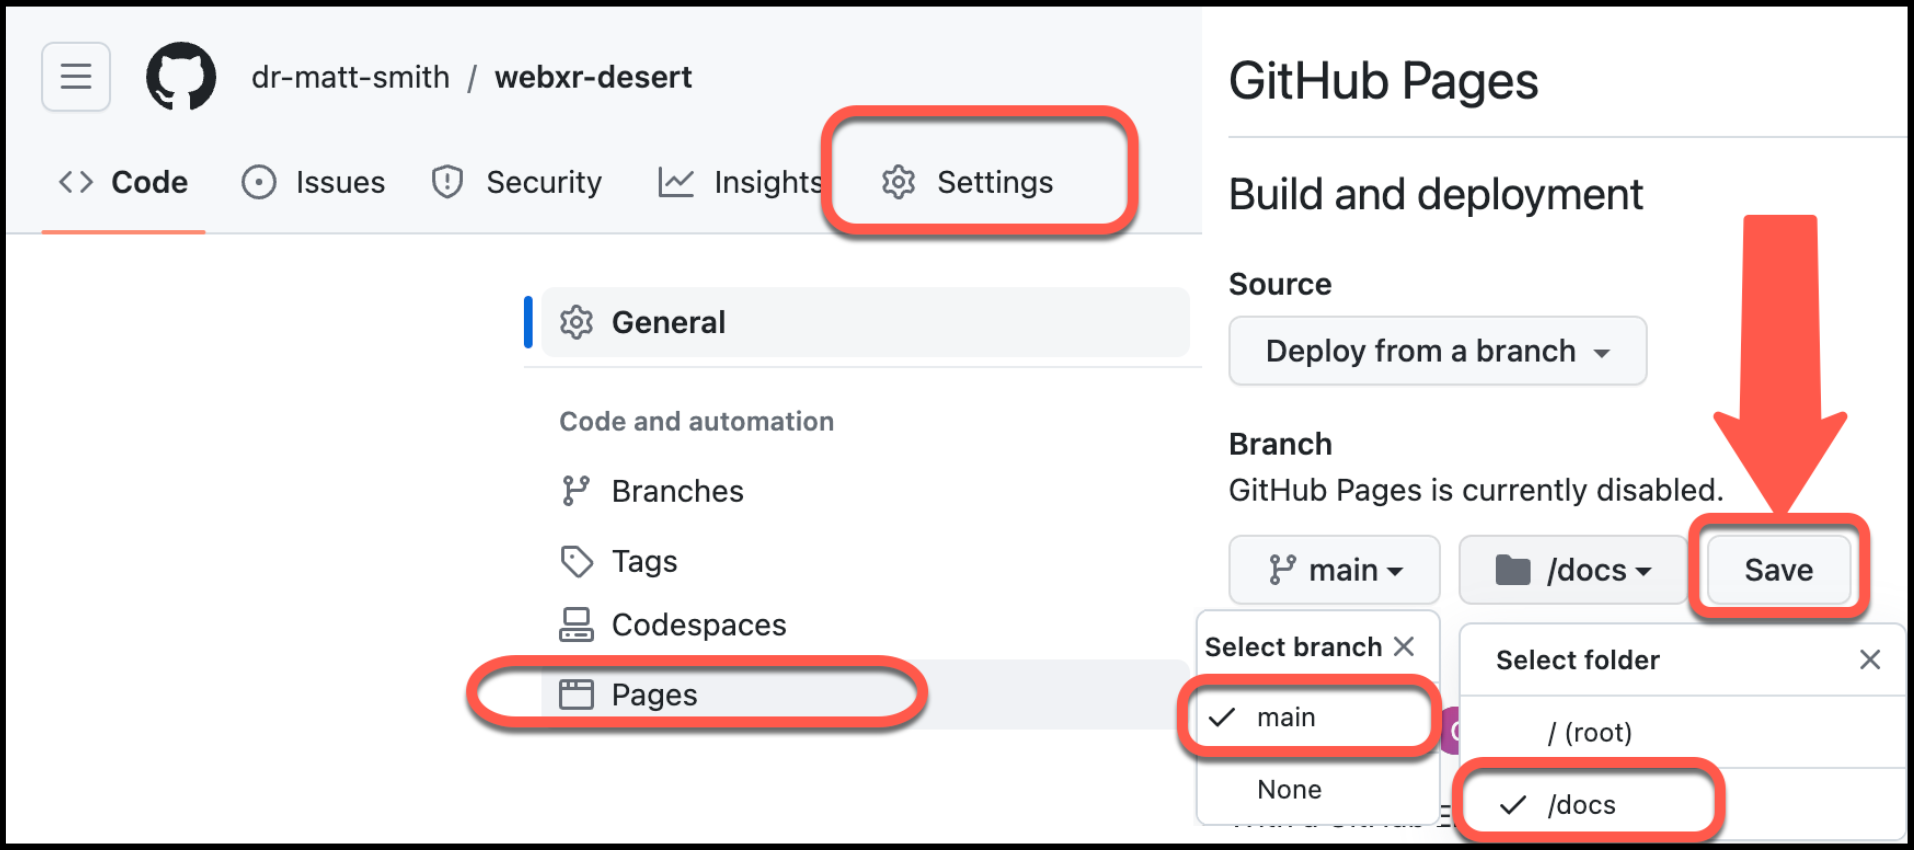 dr-matt-smith / webxr-desert
Code Issues Security Insights Settings
General
Code and automation
Branches
Tags
Codespaces
Pages
GitHub Pages
Build and deployment
Source
Deploy from a branch
Branch
GitHub Pages is currently disabled.
main /docs Save
Select branch
main
None
Select folder
/ (root)
/docs